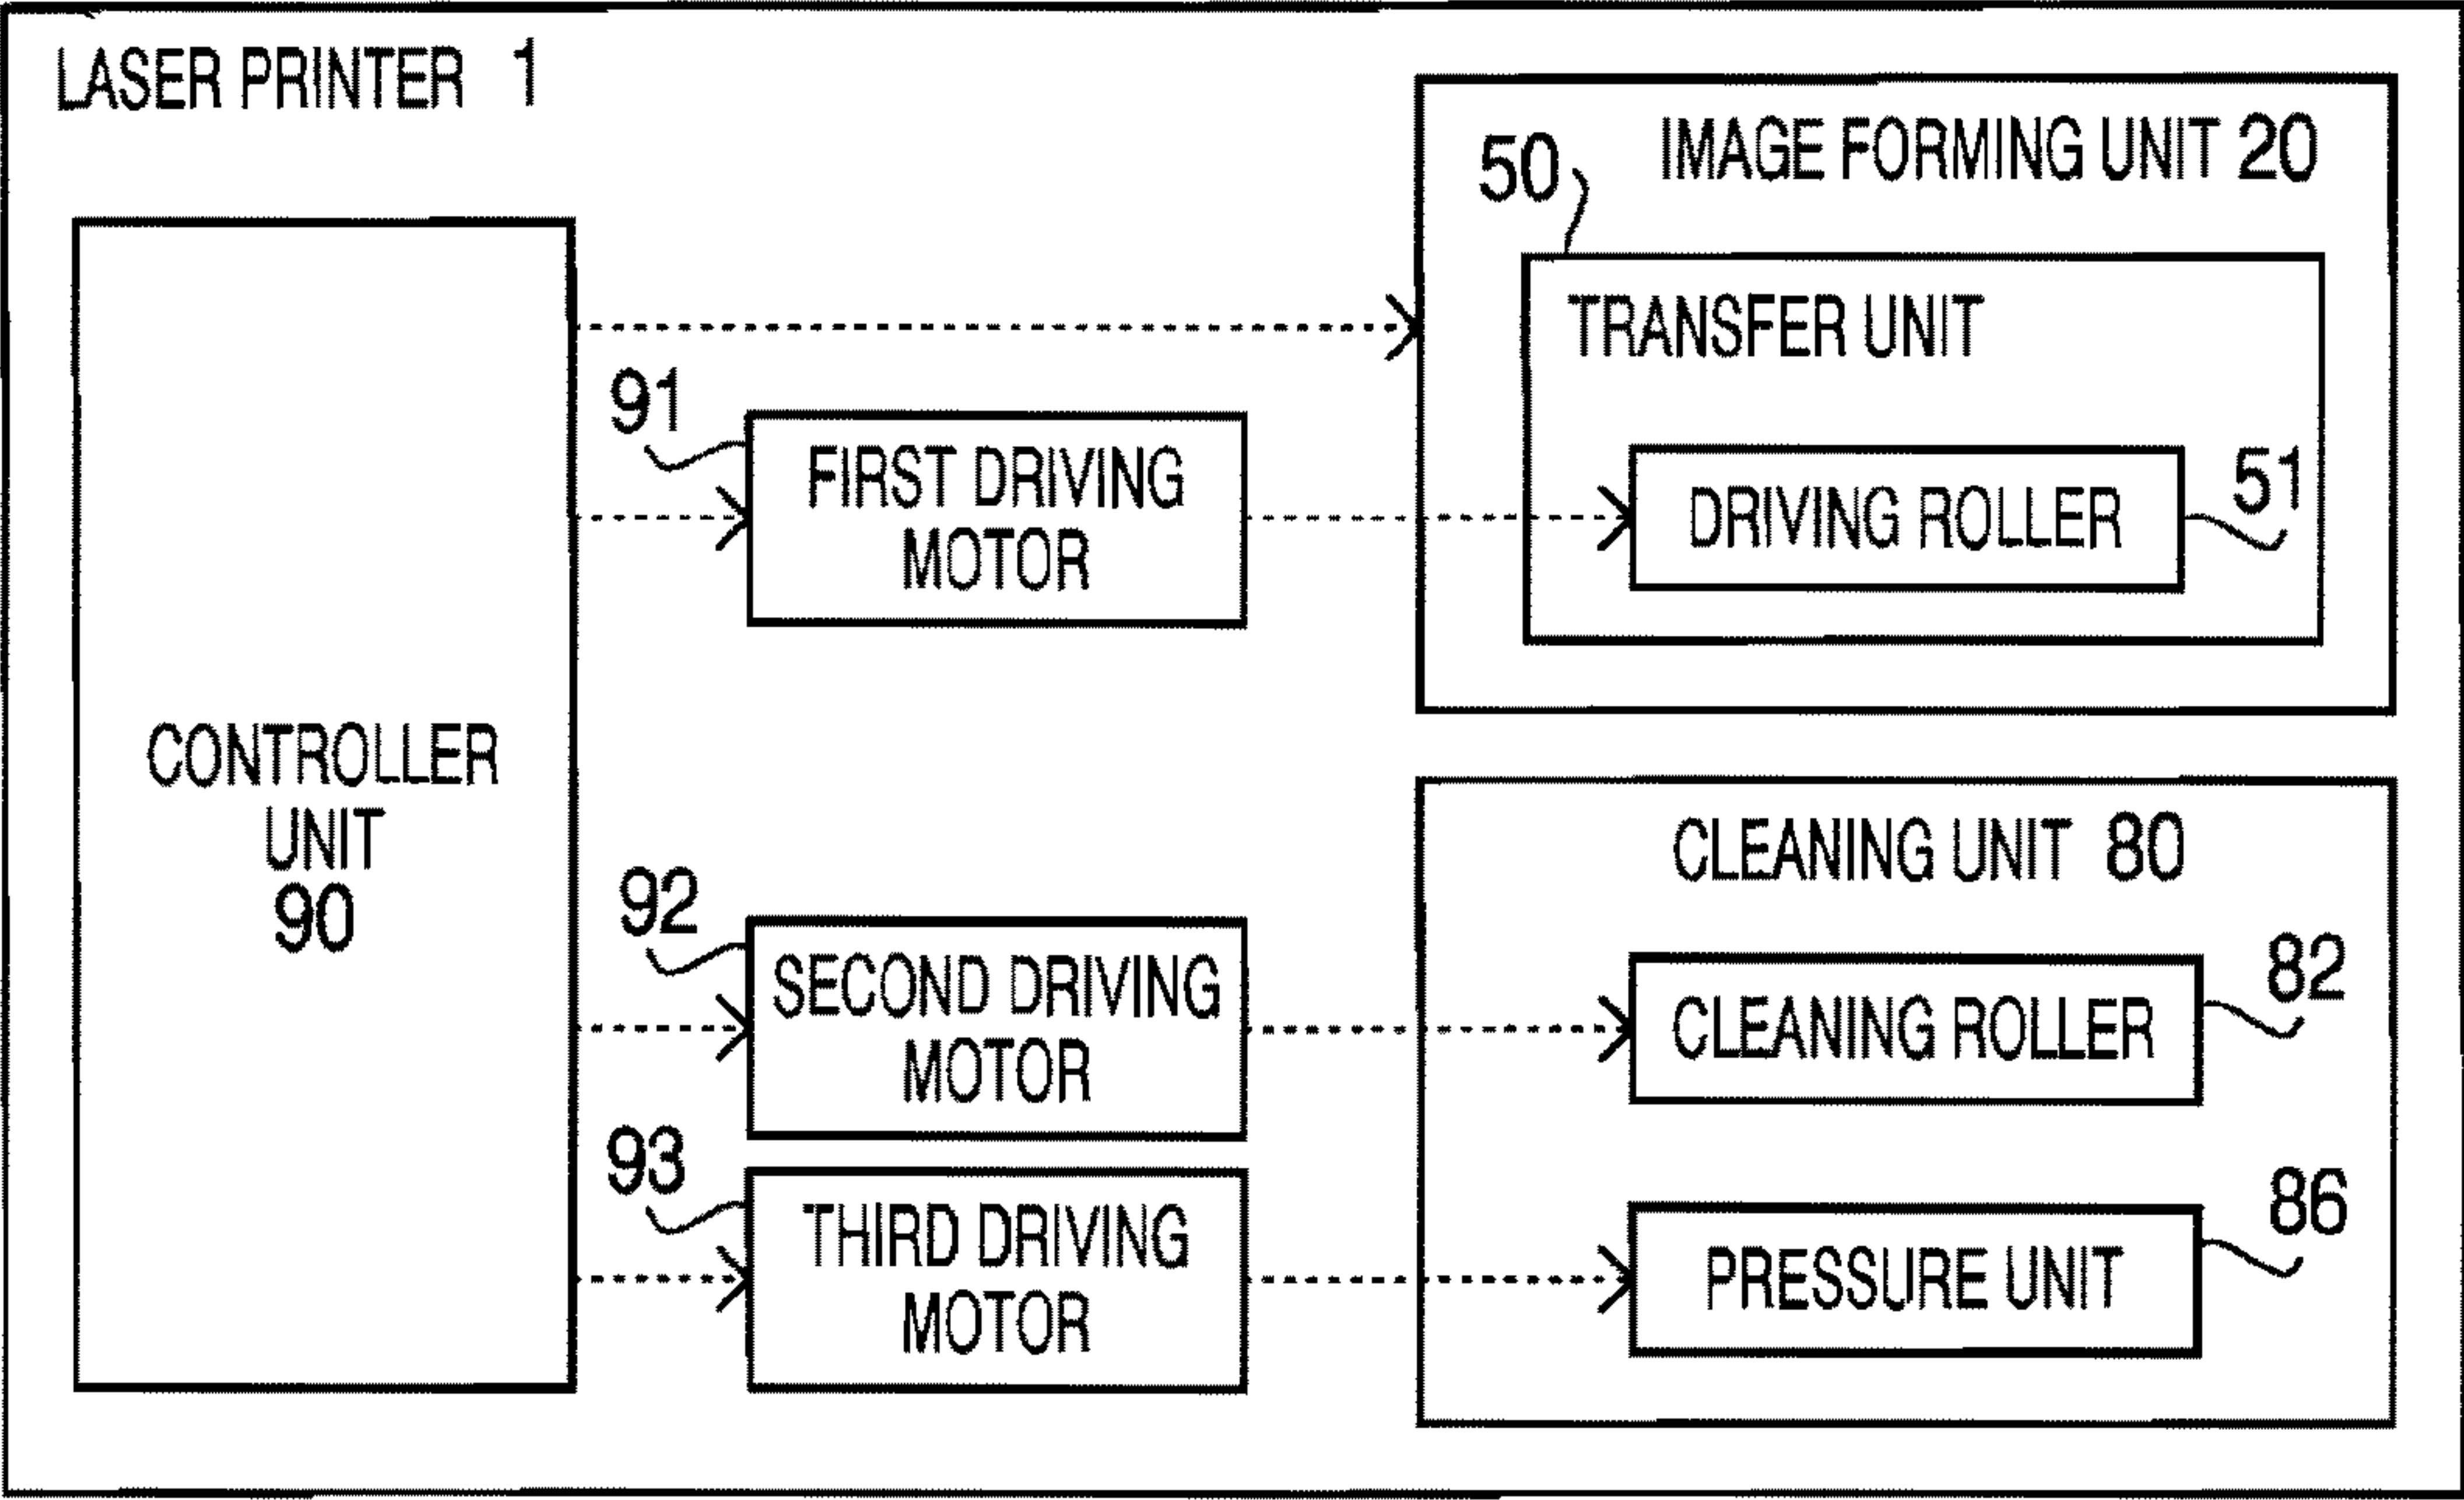 LASER PRINTER 1
IMAGE FORMING UNIT 20
50
TRANSFER UNIT
91
FIRST DRIVING
MOTOR
DRIVING ROLLER
51
CONTROLLER
UNIT
90
CLEANING UNIT 80
92
SECOND DRIVING
MOTOR
CLEANING ROLLER
82
93
THIRD DRIVING
MOTOR
PRESSURE UNIT
86